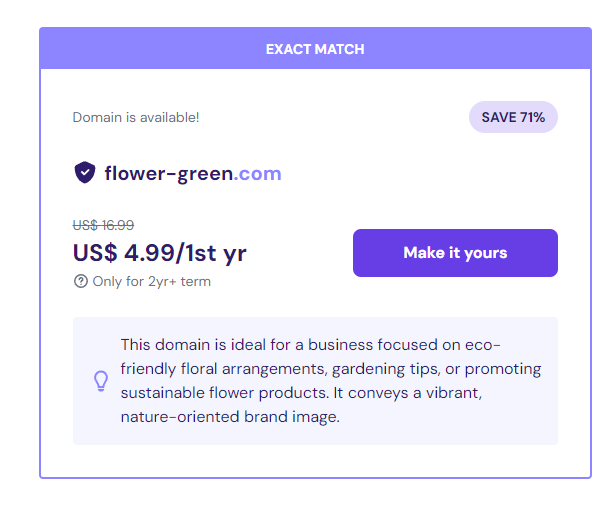 EXACT MATCH
Domain is available!
SAVE 71%
flower-green.com
US$ 16.99
US$ 4.99/1st yr
Make it yours
Only for 2yr+ term
This domain is ideal for a business focused on eco-
friendly floral arrangements, gardening tips, or promoting
sustainable flower products. It conveys a vibrant,
nature-oriented brand image.